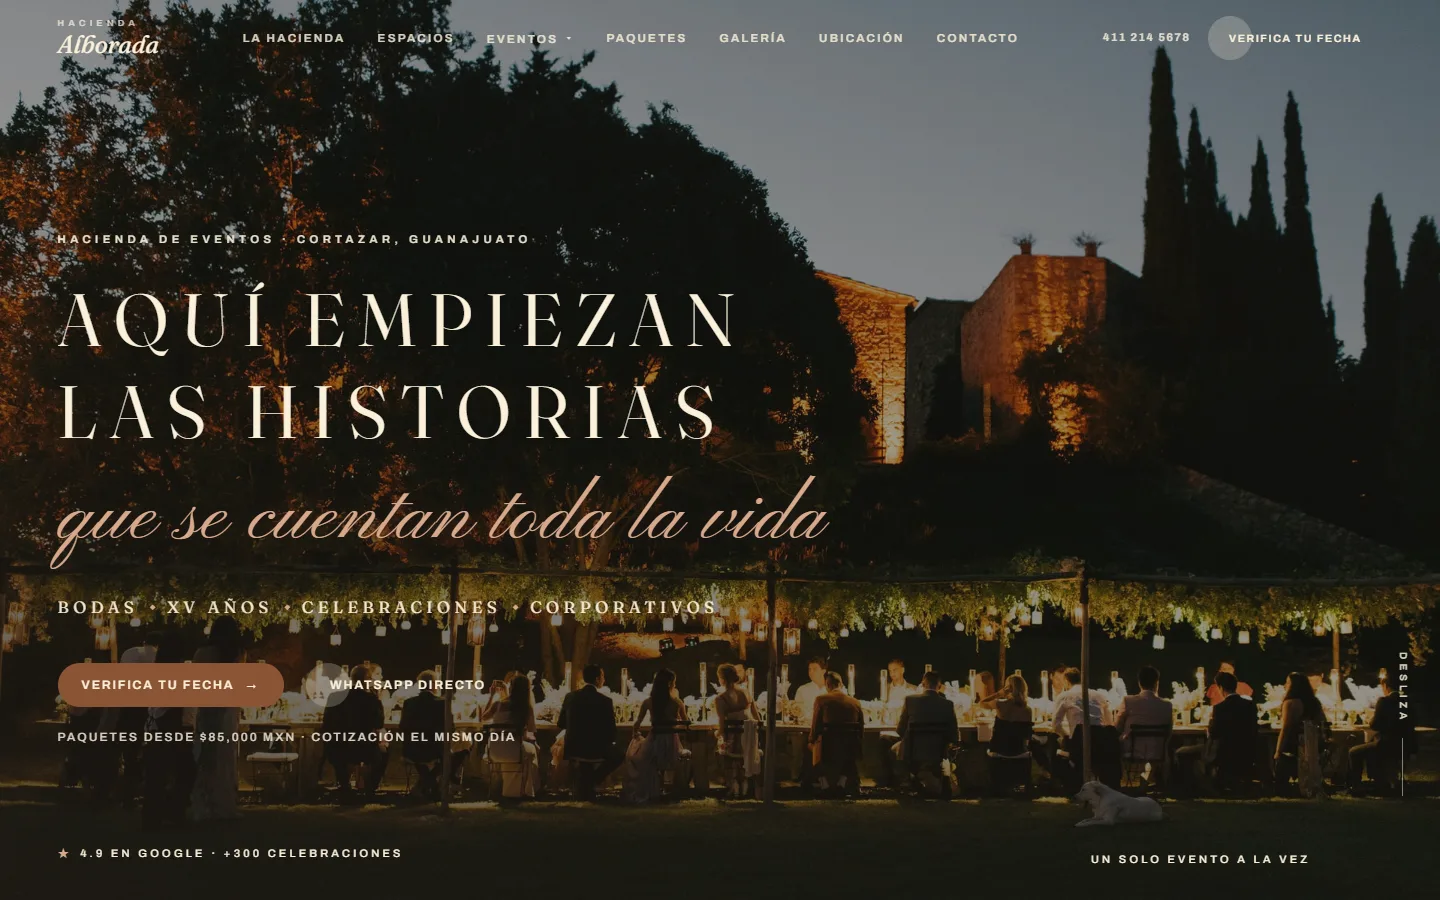 HACIENDA
Alborada
LA HACIENDA ESPACIOS EVENTOS PAQUETES GALERÍA UBICACIÓN CONTACTO 411 214 5678 VERIFICA TU FECHA
HACIENDA DE EVENTOS · CORTAZAR, GUANAJUATO
AQUÍ EMPIEZAN
LAS HISTORIAS
que se cuentan toda la vida
BODAS • XV AÑOS • CELEBRACIONES • CORPORATIVOS
VERIFICA TU FECHA → WHATSAPP DIRECTO
DESLIZA
PAQUETES DESDE $85,000 MXN · COTIZACIÓN EL MISMO DÍA
★ 4.9 EN GOOGLE · +300 CELEBRACIONES
UN SOLO EVENTO A LA VEZ